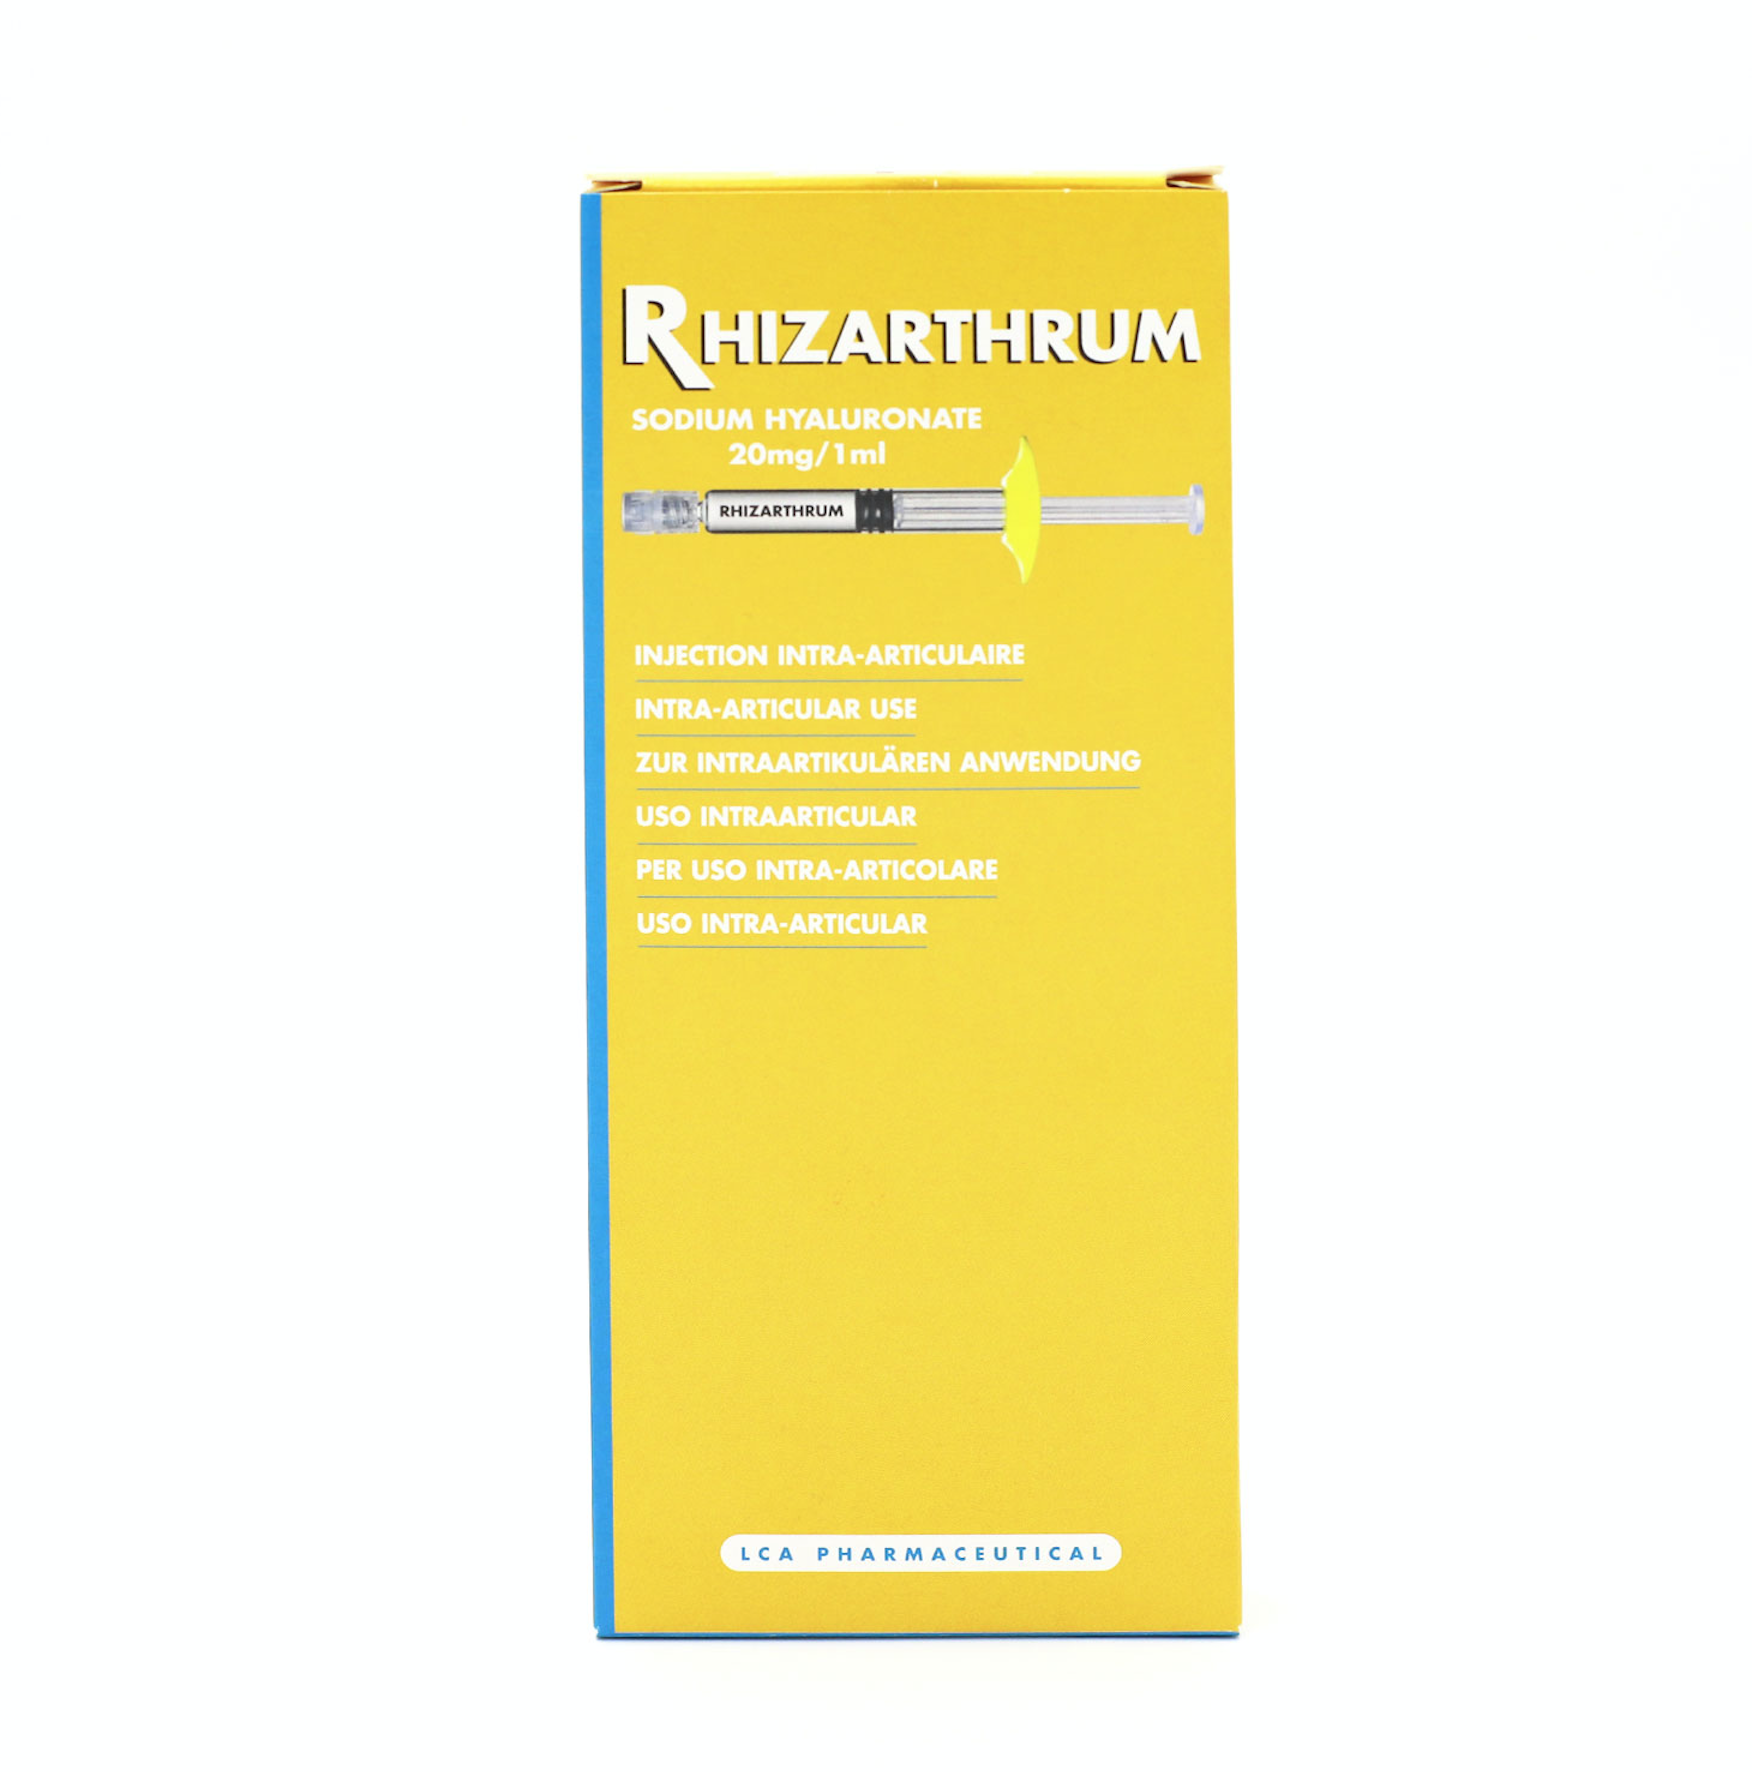 RHIZARTHRUM
SODIUM HYALURONATE
20mg/1ml
RHIZARTHRUM
INJECTION INTRA-ARTICULAIRE
INTRA-ARTICULAR USE
ZUR INTRAARTIKULÄREN ANWENDUNG
USO INTRAARTICULAR
PER USO INTRA-ARTICOLARE
USO INTRA-ARTICULAR
LCA PHARMACEUTICAL